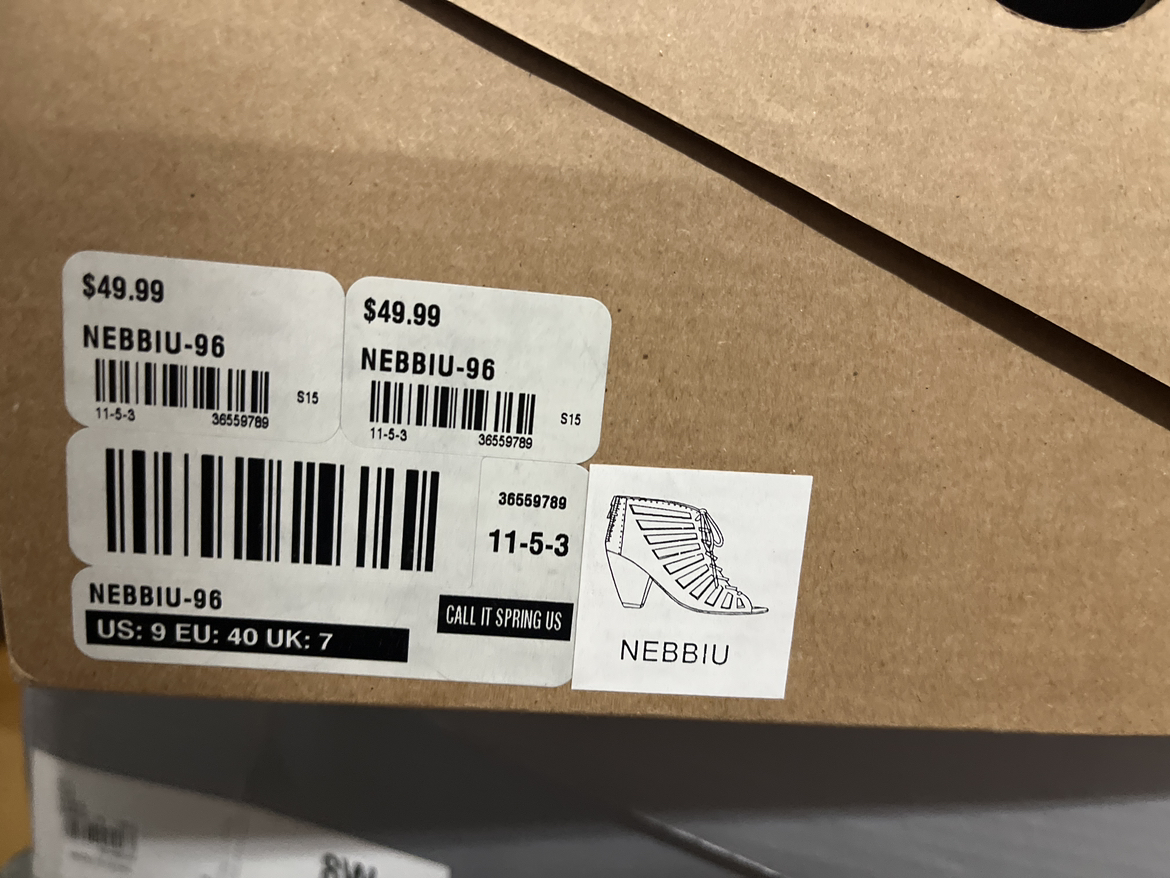 $49.99
NEBBIU-96
11-5-3 36559789
S15
$49.99
NEBBIU-96
11-5-3 36559789
S15
36559789
11-5-3
NEBBIU-96
US: 9 EU: 40 UK: 7
CALL IT SPRING US
NEBBIU
8W